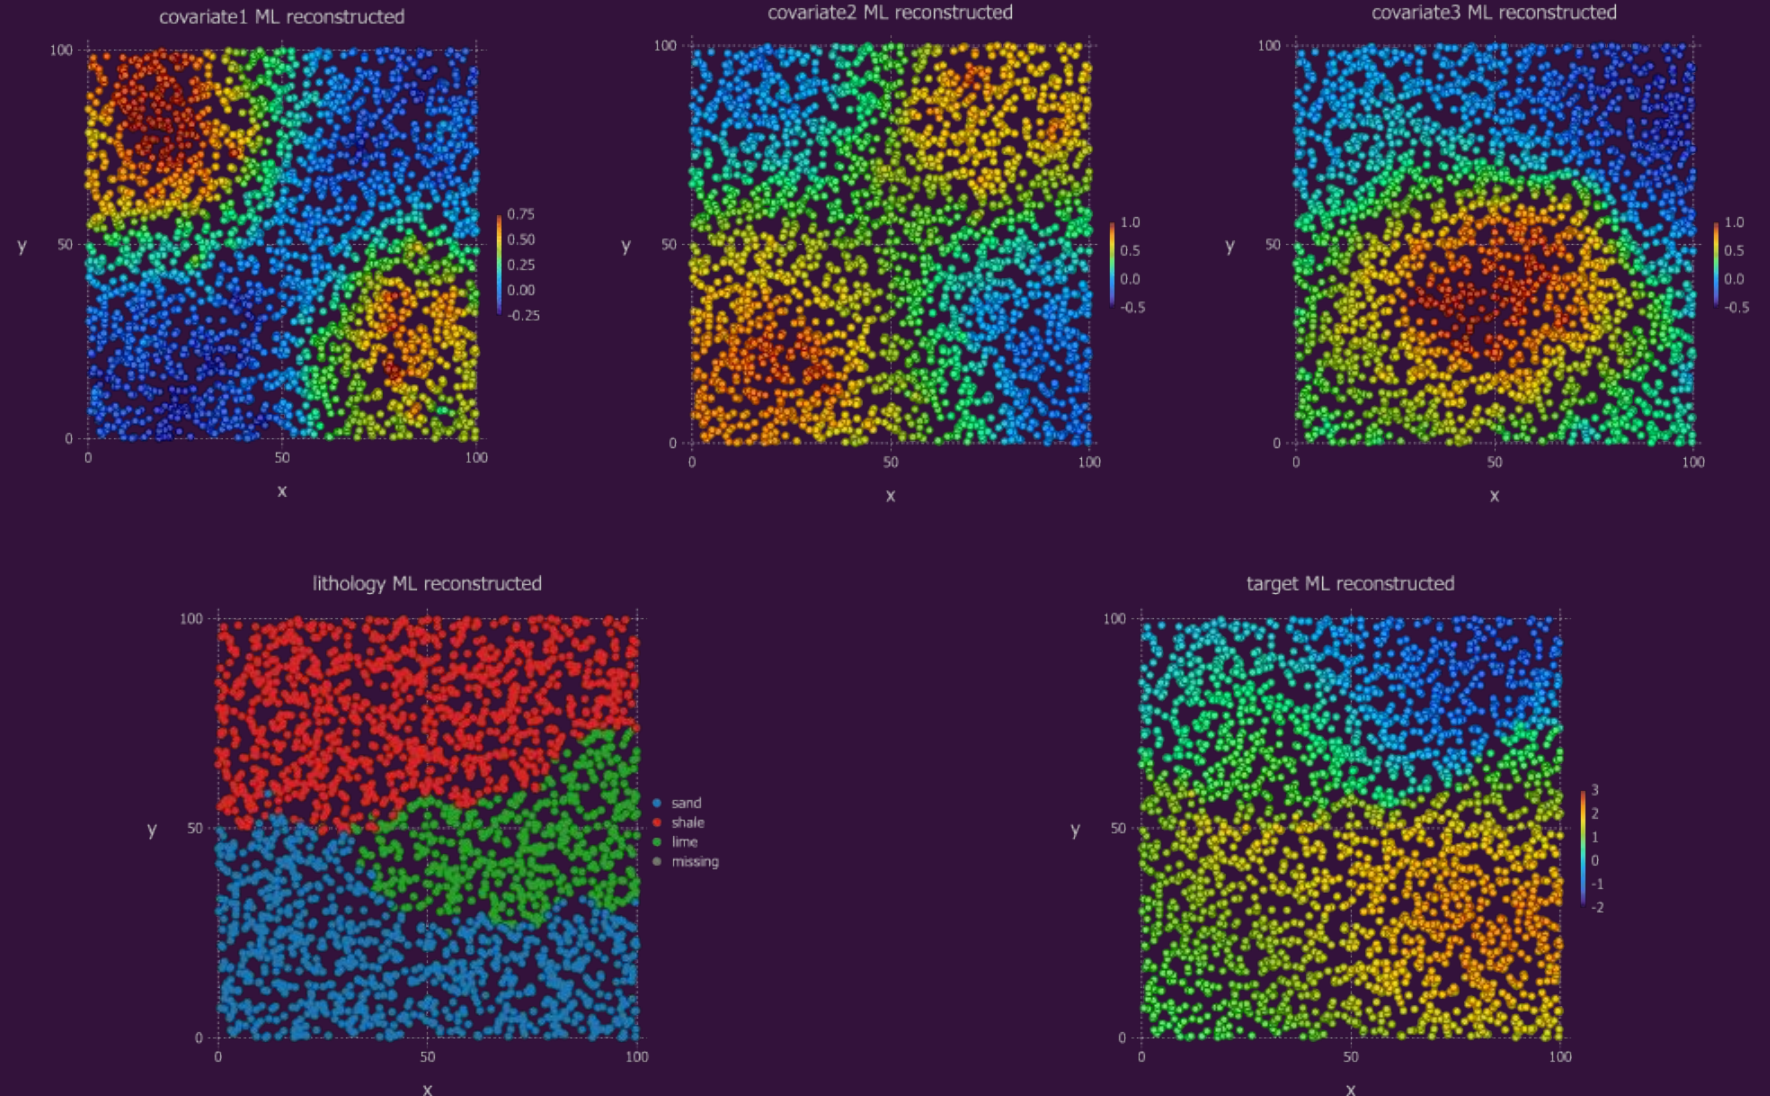 covariate1 ML reconstructed
100
50
0
y
0 50 100
x
0.75
0.50
0.25
0.00
-0.25
covariate2 ML reconstructed
100
50
0
y
0 50 100
x
1.0
0.5
0.0
-0.5
covariate3 ML reconstructed
100
50
0
y
0 50 100
x
1.0
0.5
0.0
-0.5
lithology ML reconstructed
100
50
0
y
0 50 100
x
sand
shale
lime
missing
target ML reconstructed
100
50
0
y
0 50 100
x
3
2
1
0
-1
-2